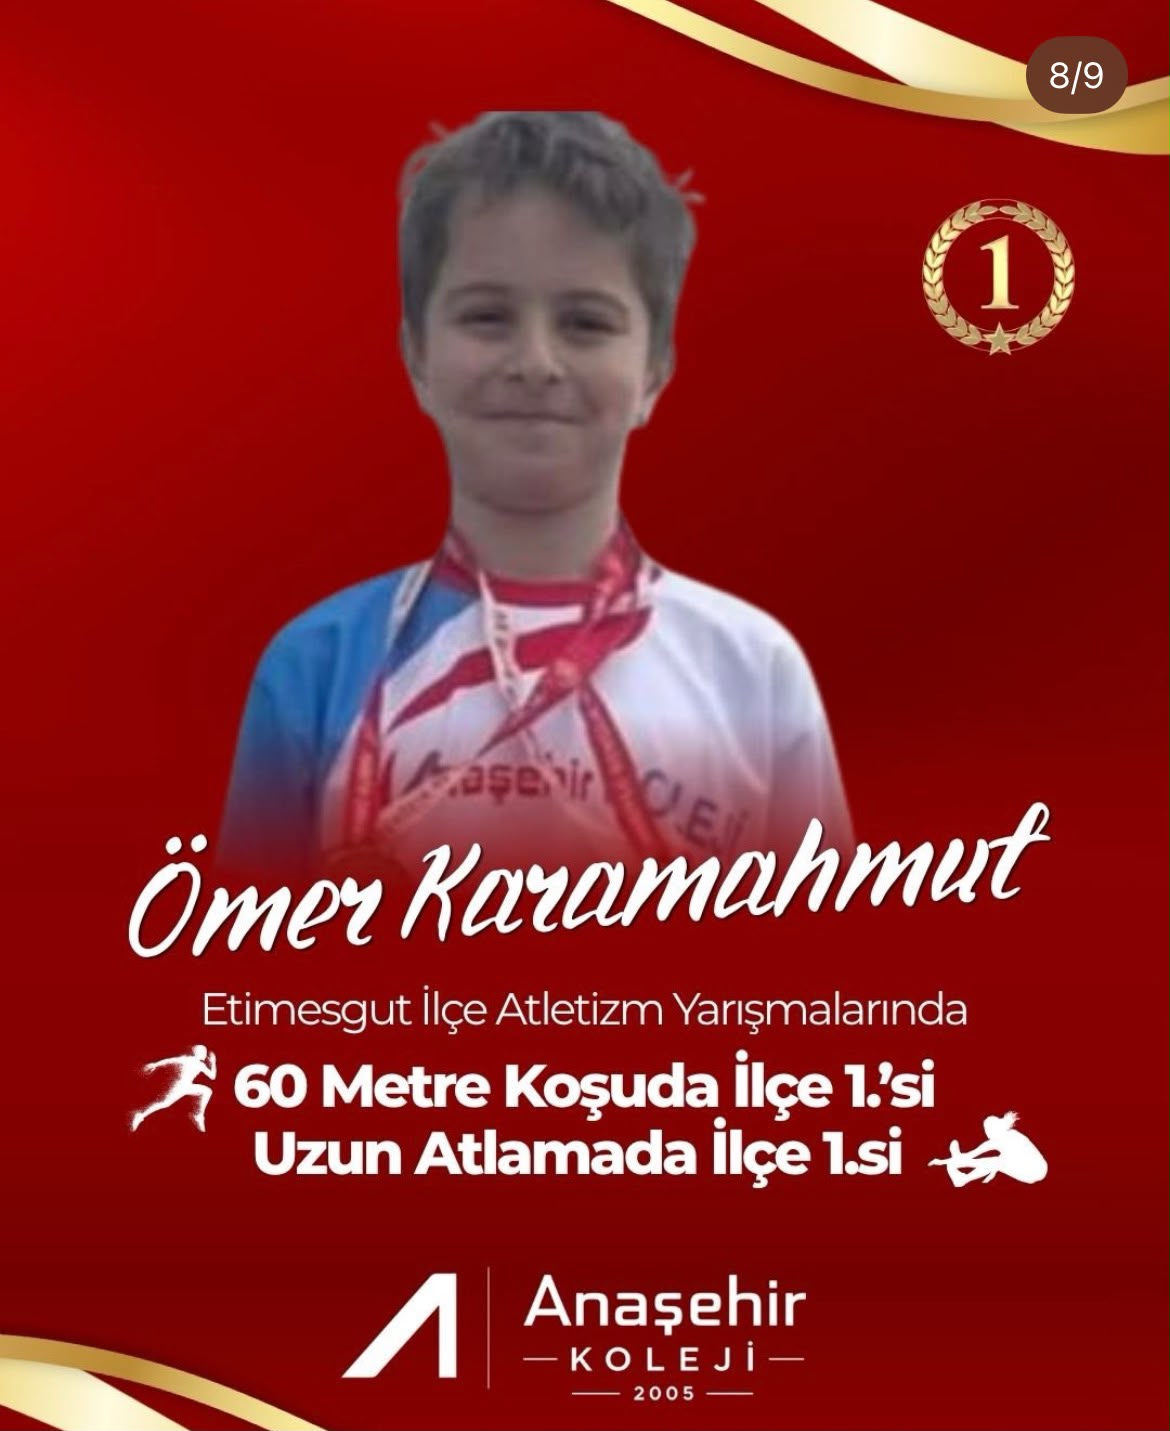 8/9
1
Anaşehir
Ömer Karamahmut
Etimesgut İlçe Atletizm Yarışmalarında
60 Metre Koşuda İlçe 1.'si
Uzun Atlamada İlçe 1.si
Anaşehir
KOLEJİ
2005